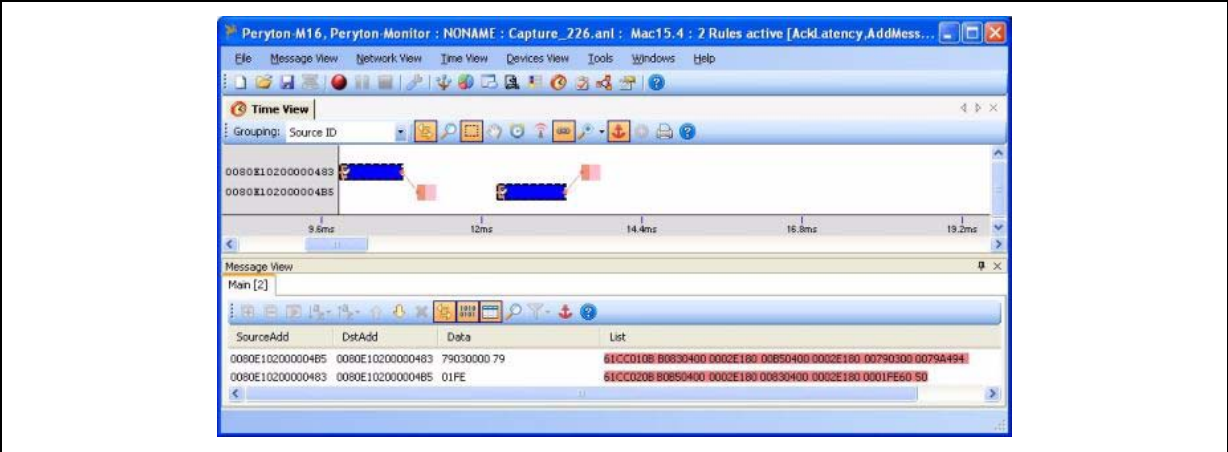 Peryton-M16, Peryton-Monitor : NONAME : Capture_226.anl : Mac15.4 : 2 Rules active [AckLatency,AddMess...
File Message View Network View Time View Devices View Tools Windows Help
Time View
Grouping: Source ID
0080E10200000483
0080E102000004B5
9.6ms 12ms 14.4ms 16.8ms 19.2ms
Message View
Main [2]
SourceAdd DstAdd Data List
0080E102000004B5 0080E10200000483 79030000 79 61CC010B B0830400 0002E180 00B50400 0002E180 00790300 0079A494
0080E10200000483 0080E102000004B5 01FE 61CC020B B0B50400 0002E180 00830400 0002E180 0001FE60 50